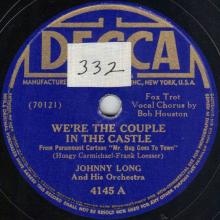 DECCA
MANUFACTURED
INC., NEW YORK, U.S.A.
332
Fox Trot
Vocal Chorus by
Bob Houston
(70121)
WE'RE THE COUPLE
IN THE CASTLE
From Paramount Cartoon "Mr. Bug Goes To Town"
(Hoagy Carmichael-Frank Loesser)
JOHNNY LONG
And His Orchestra
4145 A